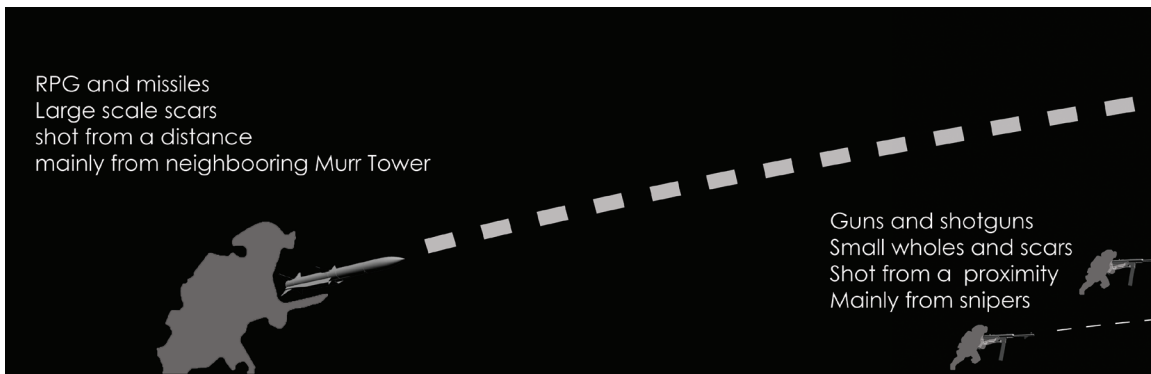 RPG and missiles
Large scale scars
shot from a distance
mainly from neighbooring Murr Tower
Guns and shotguns
Small wholes and scars
Shot from a  proximity
Mainly from snipers